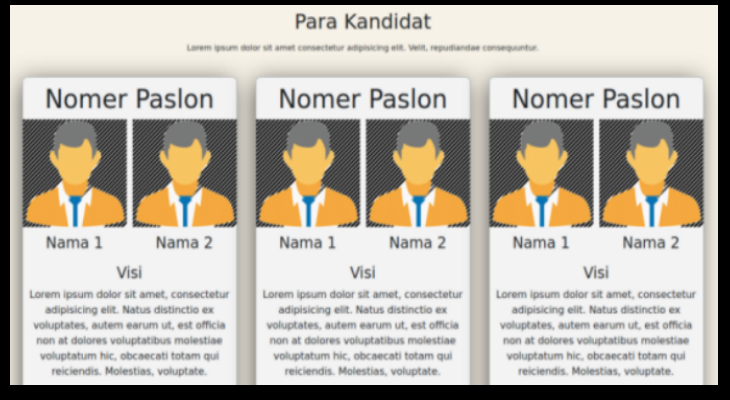 Para Kandidat
Lorem ipsum dolor sit amet consectetur adipisicing elit. Velit, repudiandae consequuntur.
Nomer Paslon
Nama 1 Nama 2
Visi
Lorem ipsum dolor sit amet, consectetur
adipisicing elit. Natus distinctio ex
voluptates, autem earum ut, est officia
non at dolores voluptatibus molestiae
voluptatum hic, obcaecati totam qui
reiciendis. Molestias, voluptate.
Nomer Paslon
Nama 1 Nama 2
Visi
Lorem ipsum dolor sit amet, consectetur
adipisicing elit. Natus distinctio ex
voluptates, autem earum ut, est officia
non at dolores voluptatibus molestiae
voluptatum hic, obcaecati totam qui
reiciendis. Molestias, voluptate.
Nomer Paslon
Nama 1 Nama 2
Visi
Lorem ipsum dolor sit amet, consectetur
adipisicing elit. Natus distinctio ex
voluptates, autem earum ut, est officia
non at dolores voluptatibus molestiae
voluptatum hic, obcaecati totam qui
reiciendis. Molestias, voluptate.